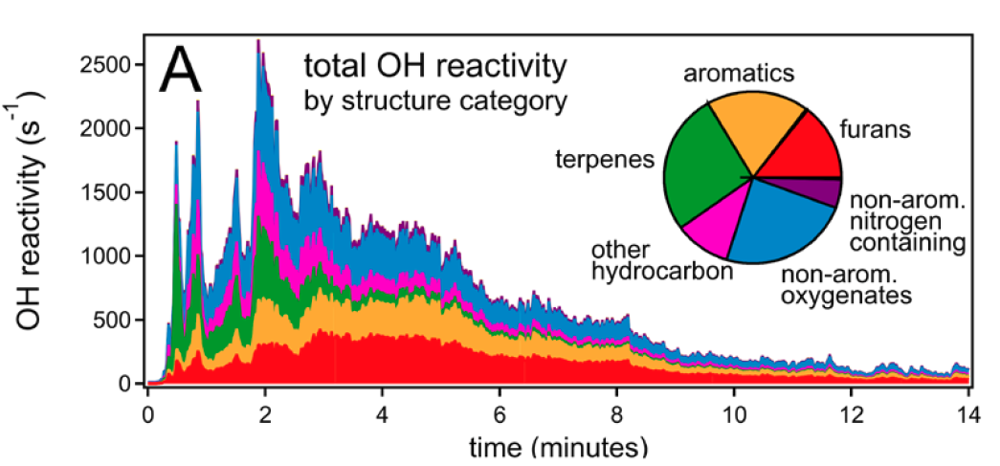 A
total OH reactivity
by structure category
OH reactivity (s⁻¹)
2500
2000
1500
1000
500
0
0 2 4 6 8 10 12 14
time (minutes)
aromatics
furans
terpenes
non-arom.
nitrogen
containing
other
hydrocarbon
non-arom.
oxygenates